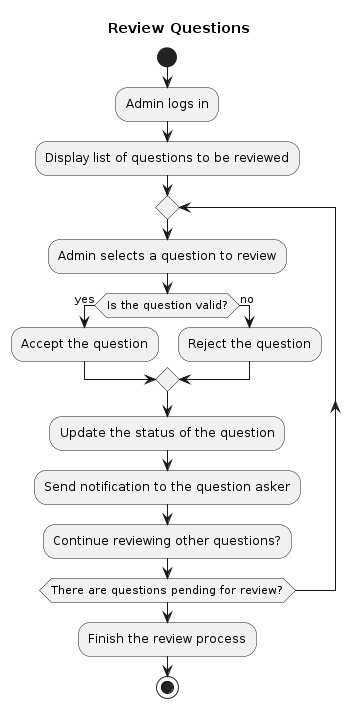 Review Questions
Admin logs in
Display list of questions to be reviewed
Admin selects a question to review
yes
Is the question valid?
no
Accept the question
Reject the question
Update the status of the question
Send notification to the question asker
Continue reviewing other questions?
There are questions pending for review?
Finish the review process